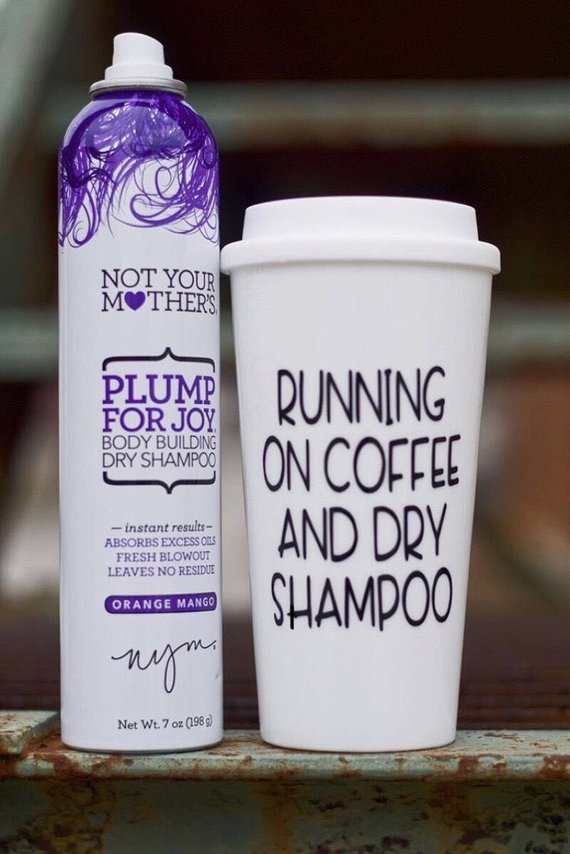 NOT YOUR
M♥THER'S®
PLUMP
FOR JOY®
BODY BUILDING
DRY SHAMPOO
— instant results —
ABSORBS EXCESS OILS
FRESH BLOWOUT
LEAVES NO RESIDUE
ORANGE MANGO
nym.
Net Wt. 7 oz (198 g)
RUNNING
ON COFFEE
AND DRY
SHAMPOO